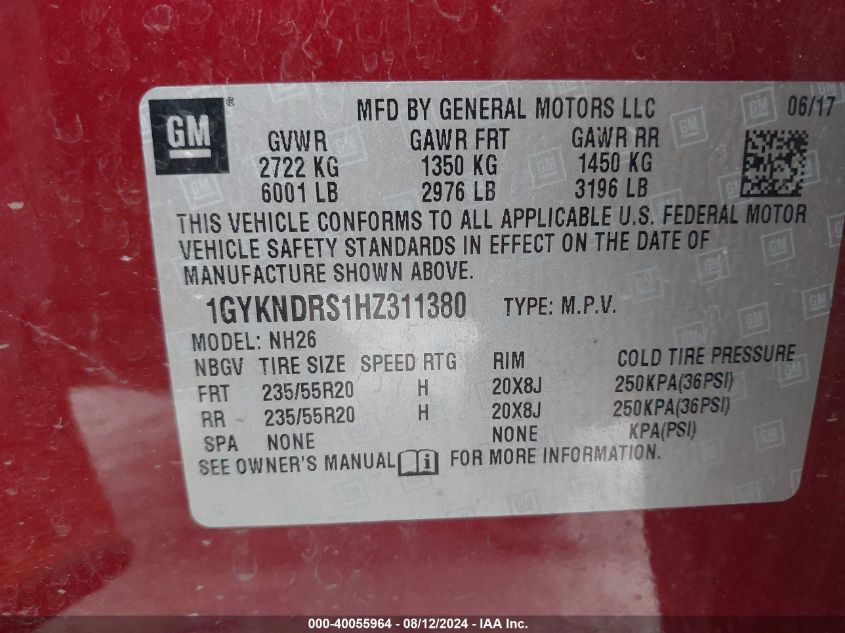 GM® MFD BY GENERAL MOTORS LLC 06/17
GVWR GAWR FRT GAWR RR
2722 KG 1350 KG 1450 KG
6001 LB 2976 LB 3196 LB
THIS VEHICLE CONFORMS TO ALL APPLICABLE U.S. FEDERAL MOTOR
VEHICLE SAFETY STANDARDS IN EFFECT ON THE DATE OF
MANUFACTURE SHOWN ABOVE.
1GYKNDRS1HZ311380 TYPE: M.P.V.
MODEL: NH26
NBGV TIRE SIZE SPEED RTG RIM COLD TIRE PRESSURE
FRT 235/55R20 H 20X8J 250KPA(36PSI)
RR 235/55R20 H 20X8J 250KPA(36PSI)
SPA NONE NONE KPA(PSI)
SEE OWNER'S MANUAL i FOR MORE INFORMATION.
000-40055964 - 08/12/2024 - IAA Inc.